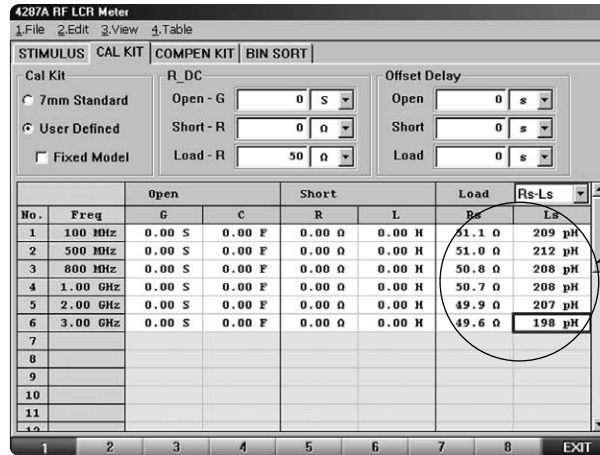 4287A RF LCR Meter
1.File 2.Edit 3.View 4.Table
STIMULUS CAL KIT COMPEN KIT BIN SORT
Cal Kit R_DC Offset Delay
7mm Standard Open - G 0 S Open 0 s
User Defined Short - R 0 Ω Short 0 s
Fixed Model Load - R 50 Ω Load 0 s
Open Short Load Rs-Ls
No. Freq G C R L Rs Ls
1 100 MHz 0.00 S 0.00 F 0.00 Ω 0.00 H 51.1 Ω 209 pH
2 500 MHz 0.00 S 0.00 F 0.00 Ω 0.00 H 51.0 Ω 212 pH
3 800 MHz 0.00 S 0.00 F 0.00 Ω 0.00 H 50.8 Ω 208 pH
4 1.00 GHz 0.00 S 0.00 F 0.00 Ω 0.00 H 50.7 Ω 208 pH
5 2.00 GHz 0.00 S 0.00 F 0.00 Ω 0.00 H 49.9 Ω 207 pH
6 3.00 GHz 0.00 S 0.00 F 0.00 Ω 0.00 H 49.6 Ω 198 pH
7
8
9
10
11
1 2 3 4 5 6 7 8 EXIT